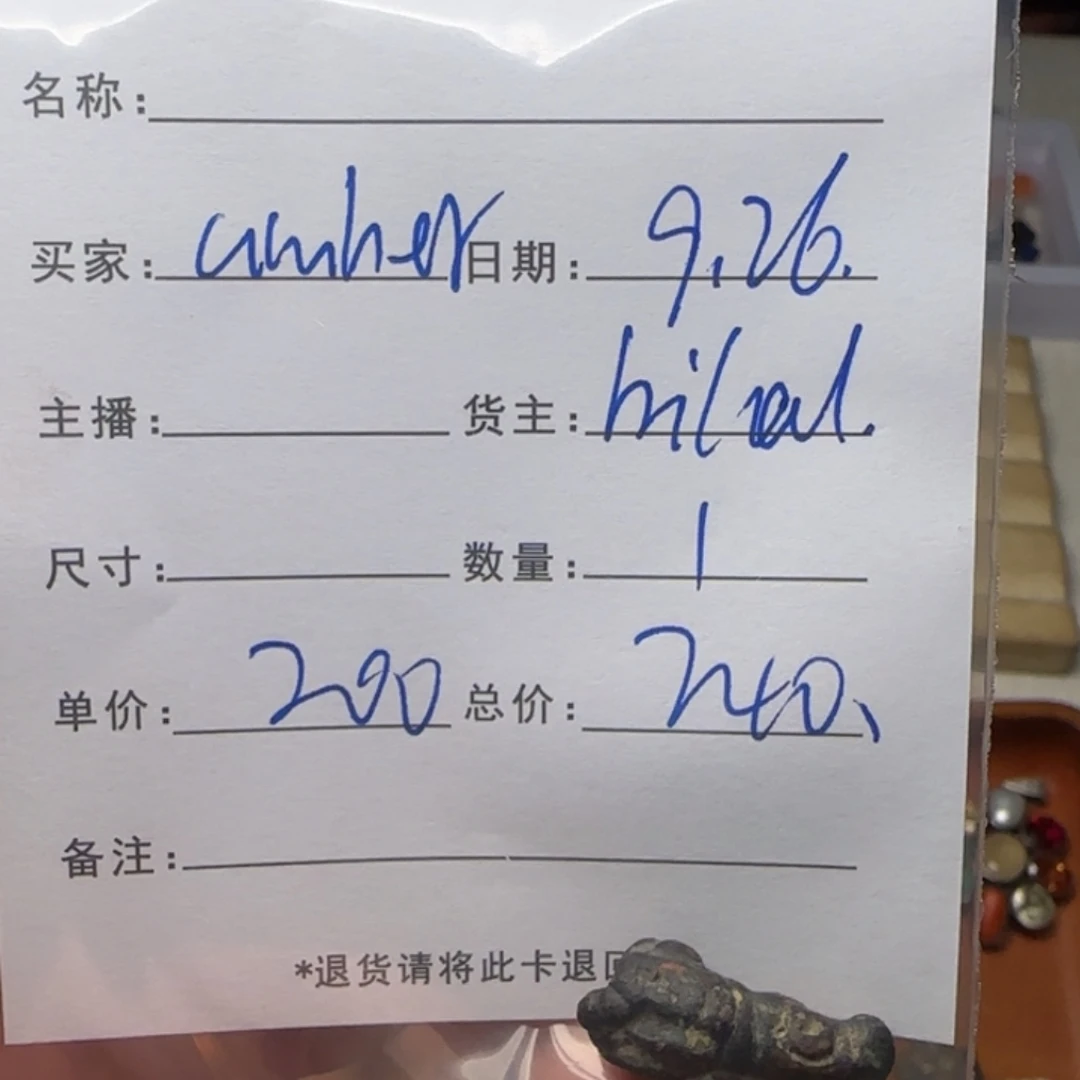 名称：
买家：amber 日期：9.26.
主播： 货主：
尺寸： 数量：1
单价：200 总价：240、
备注：
*退货请将此卡退回